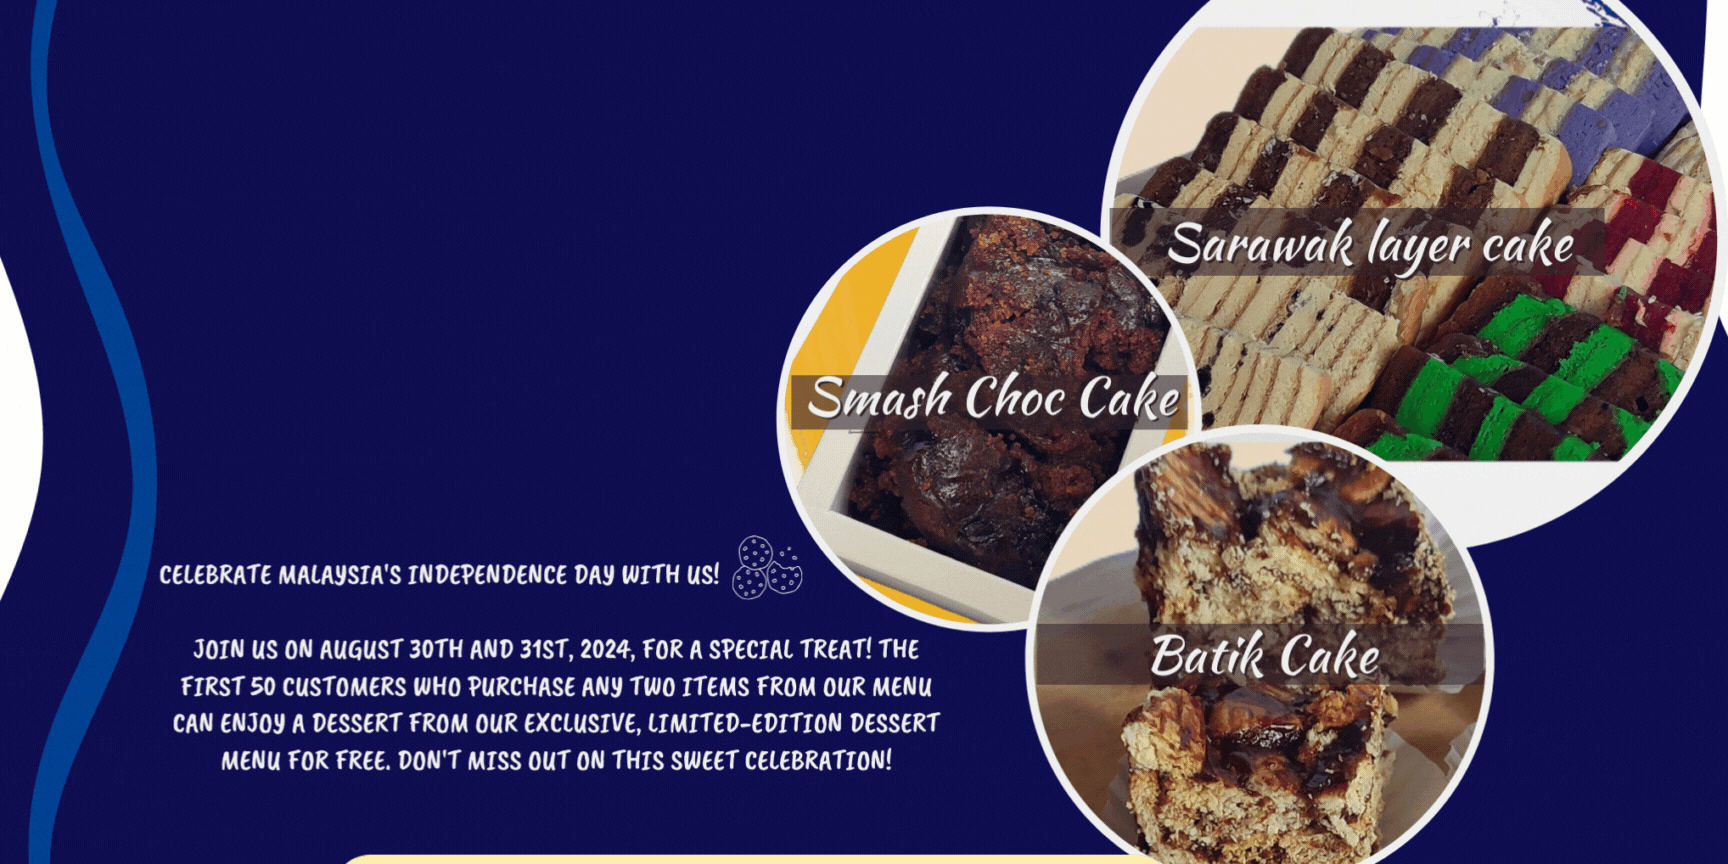 Sarawak layer cake
Smash Choc Cake
Batik Cake
CELEBRATE MALAYSIA'S INDEPENDENCE DAY WITH US!
JOIN US ON AUGUST 30TH AND 31ST, 2024, FOR A SPECIAL TREAT! THE
FIRST 50 CUSTOMERS WHO PURCHASE ANY TWO ITEMS FROM OUR MENU
CAN ENJOY A DESSERT FROM OUR EXCLUSIVE, LIMITED-EDITION DESSERT
MENU FOR FREE. DON'T MISS OUT ON THIS SWEET CELEBRATION!